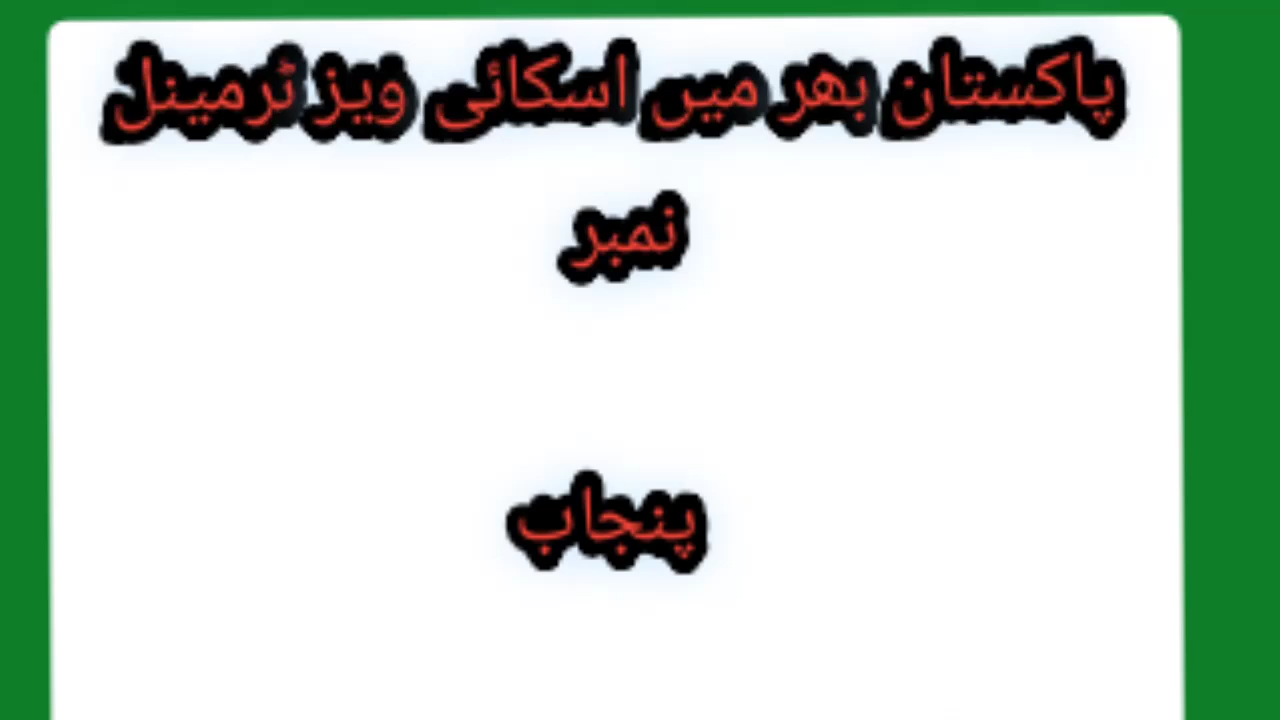 پاکستان بھر میں اسکائی ویز ٹرمینل
نمبر
پنجاب